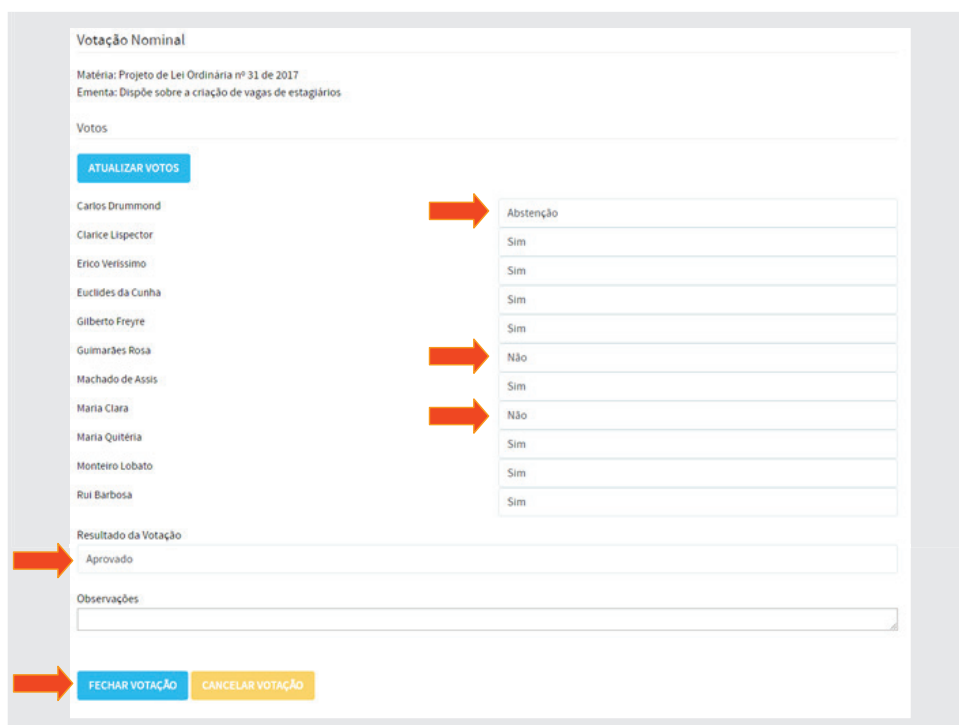 Votação Nominal
Matéria: Projeto de Lei Ordinária nº 31 de 2017
Ementa: Dispõe sobre a criação de vagas de estagiários
Votos
ATUALIZAR VOTOS
Carlos Drummond Abstenção
Clarice Lispector Sim
Erico Veríssimo Sim
Euclides da Cunha Sim
Gilberto Freyre Sim
Guimarães Rosa Não
Machado de Assis Sim
Maria Clara Não
Maria Quitéria Sim
Monteiro Lobato Sim
Rui Barbosa Sim
Resultado da Votação
Aprovado
Observações
FECHAR VOTAÇÃO CANCELAR VOTAÇÃO